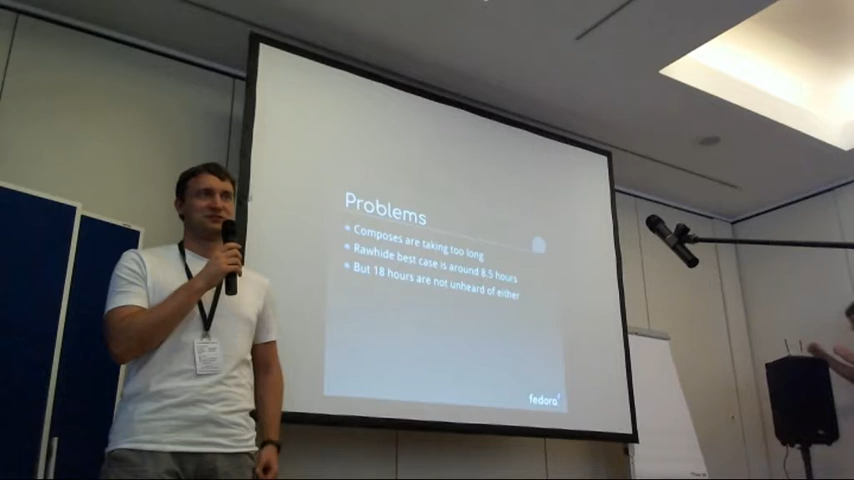 Problems
Composes are taking too long
Rawhide best case is around 8.5 hours
But 18 hours are not unheard of either
fedora